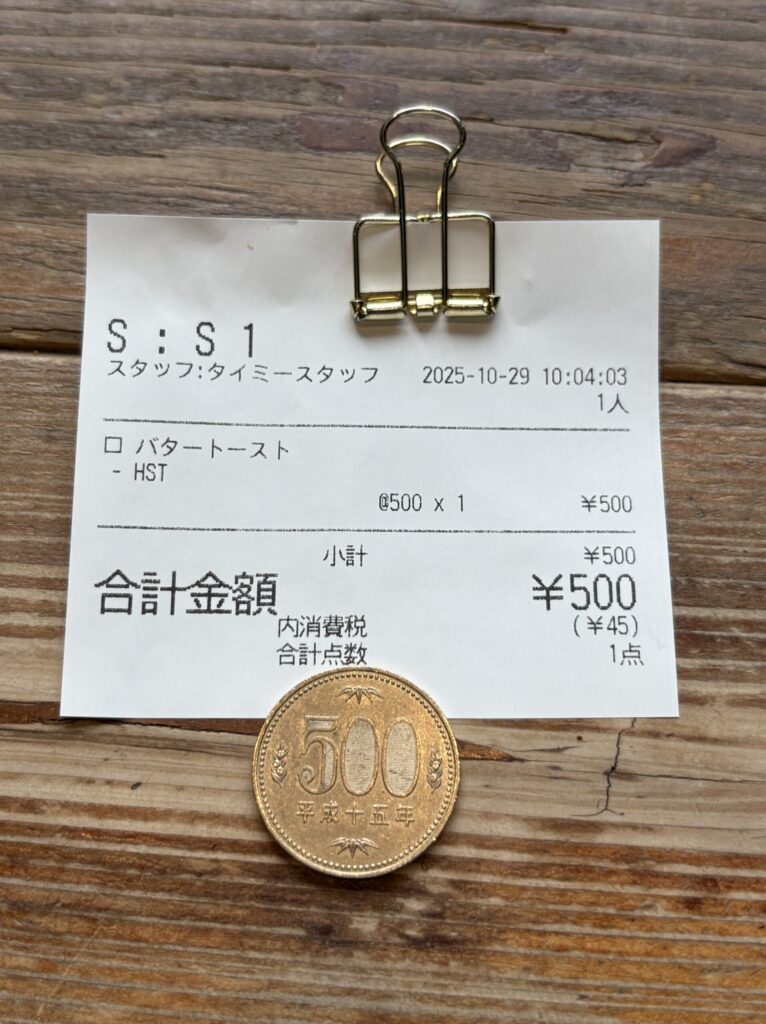 S : S 1
スタッフ:タイミースタッフ 2025-10-29 10:04:03
1人
□ バタートースト
- HST
@500 x 1 ¥500
小計 ¥500
合計金額 ¥500
内消費税 (¥45)
合計点数 1点
500
平成十五年